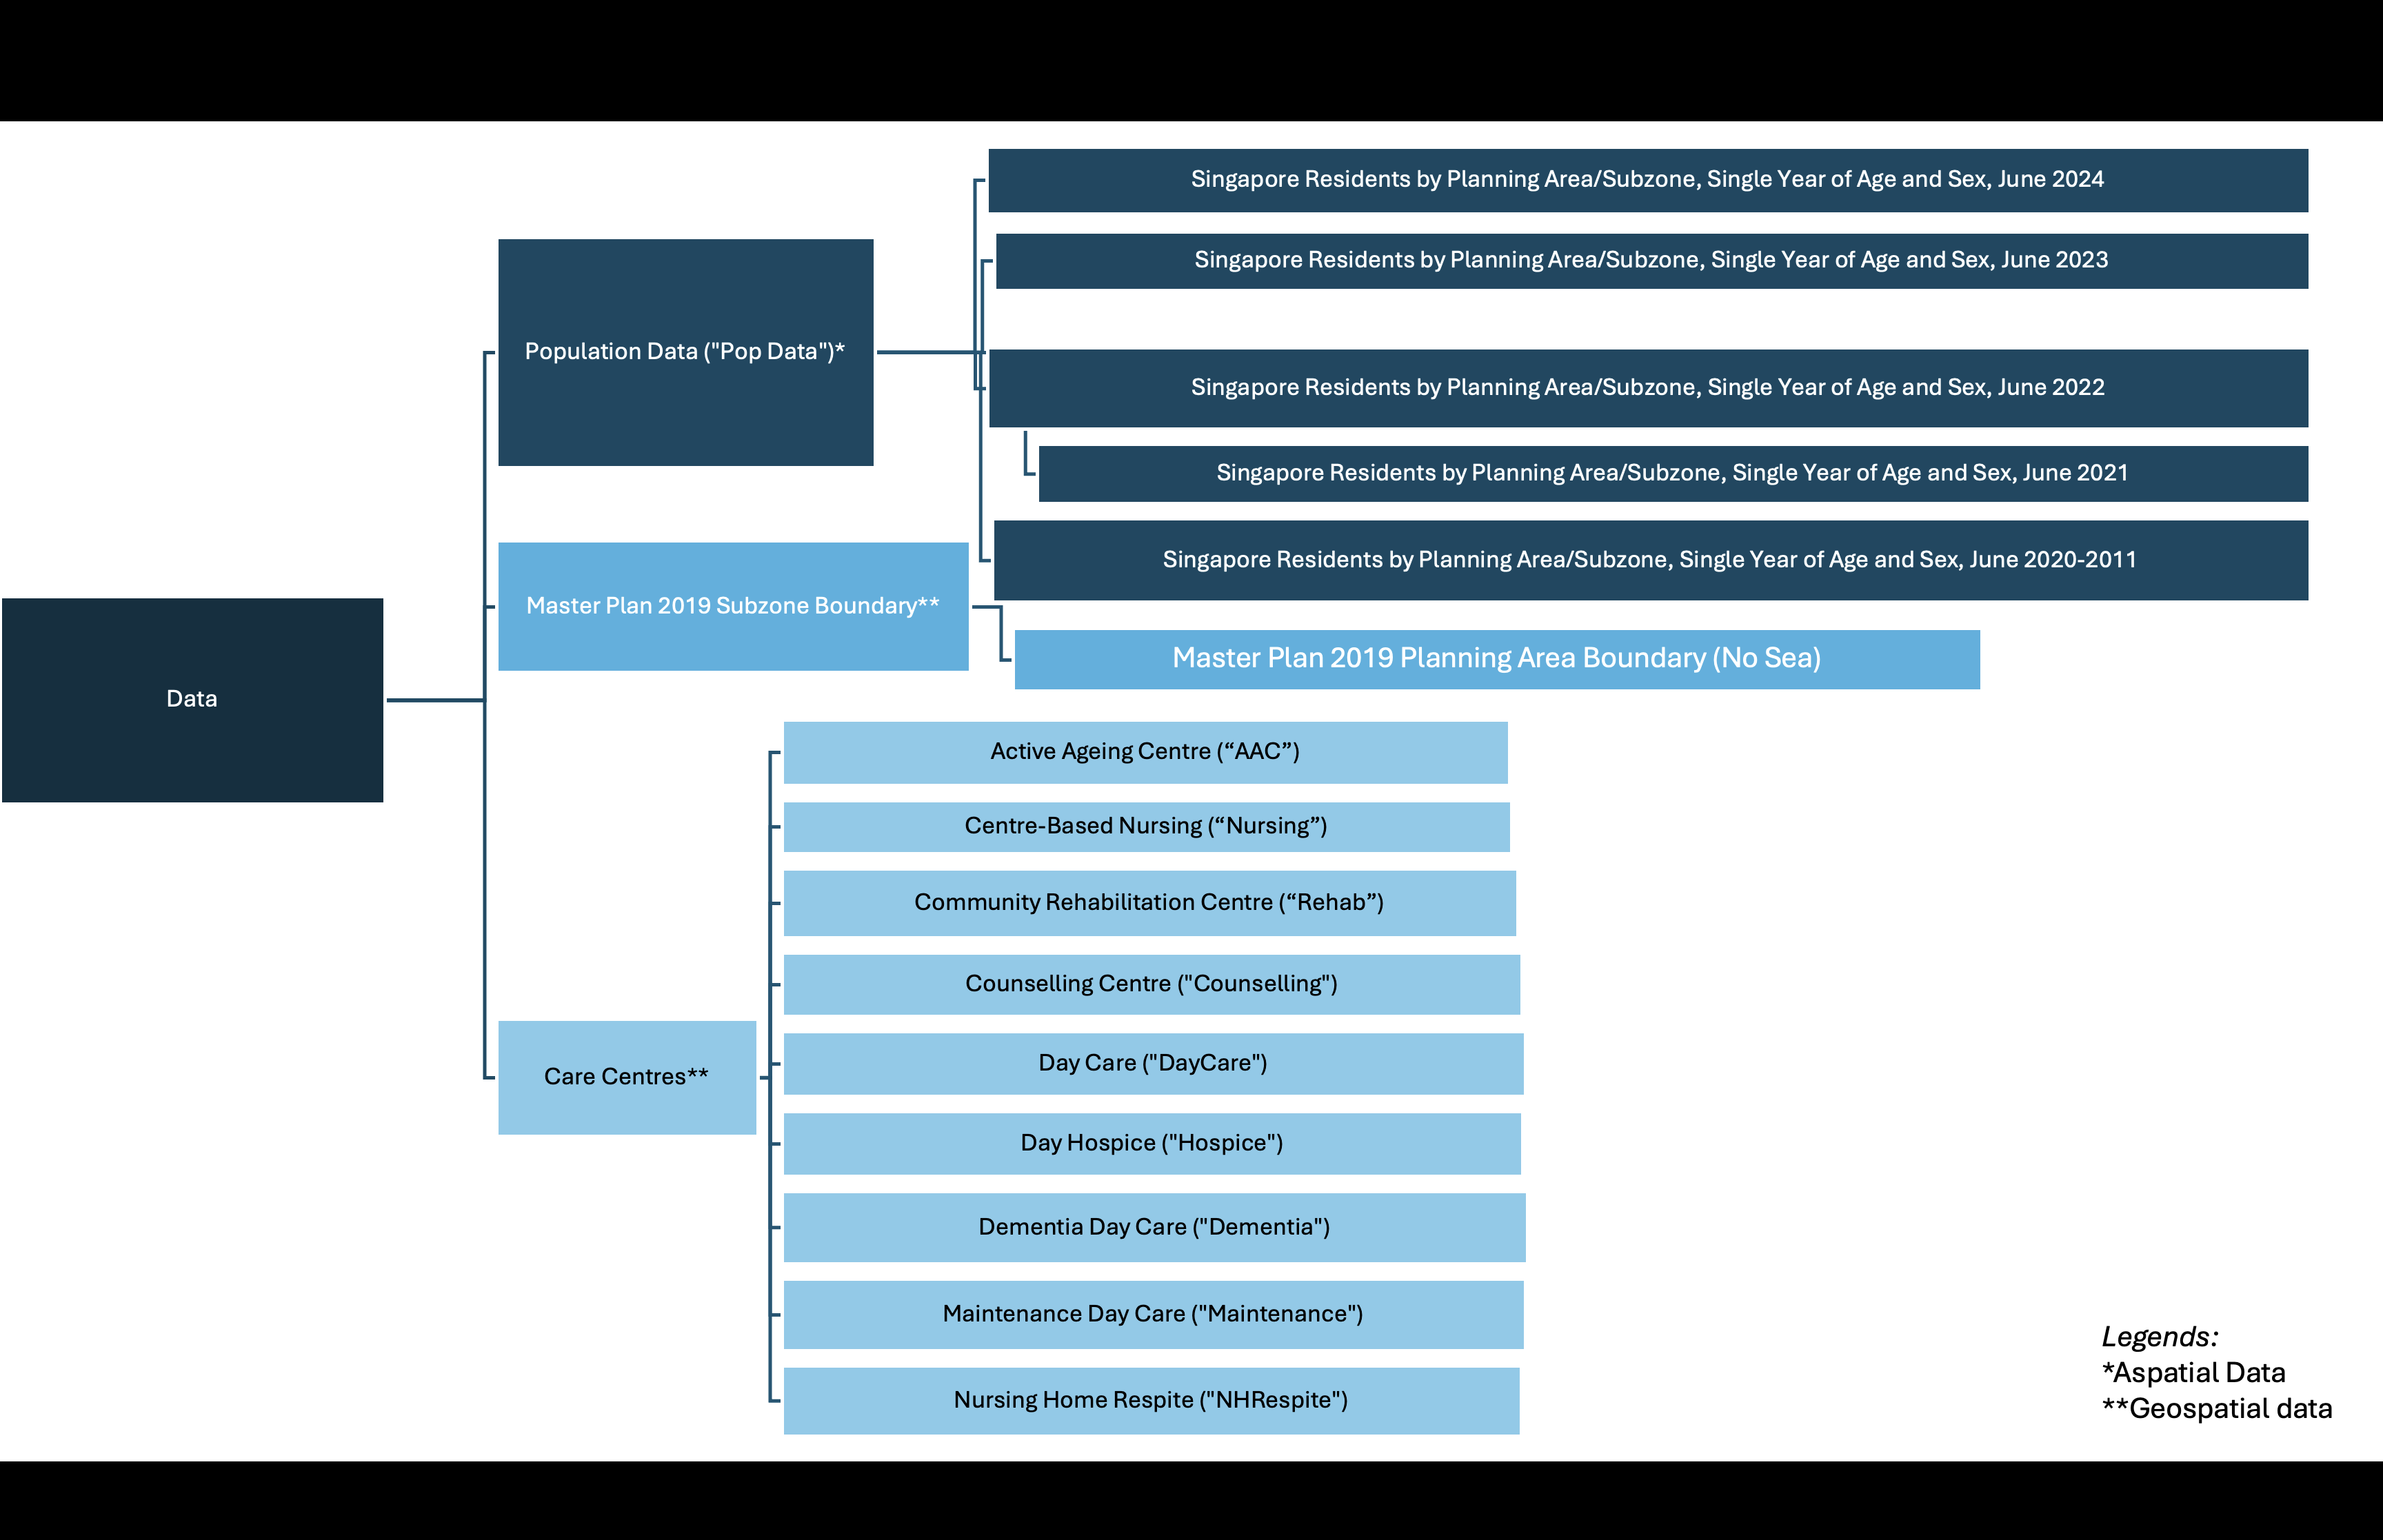 Singapore Residents by Planning Area/Subzone, Single Year of Age and Sex, June 2024
Singapore Residents by Planning Area/Subzone, Single Year of Age and Sex, June 2023
Population Data ("Pop Data")*
Singapore Residents by Planning Area/Subzone, Single Year of Age and Sex, June 2022
Singapore Residents by Planning Area/Subzone, Single Year of Age and Sex, June 2021
Singapore Residents by Planning Area/Subzone, Single Year of Age and Sex, June 2020-2011
Master Plan 2019 Subzone Boundary**
Master Plan 2019 Planning Area Boundary (No Sea)
Data
Active Ageing Centre (“AAC”)
Centre-Based Nursing (“Nursing”)
Community Rehabilitation Centre (“Rehab”)
Counselling Centre ("Counselling")
Day Care ("DayCare")
Care Centres**
Day Hospice ("Hospice")
Dementia Day Care ("Dementia")
Maintenance Day Care ("Maintenance")
Nursing Home Respite ("NHRespite")
Legends:
*Aspatial Data
**Geospatial data